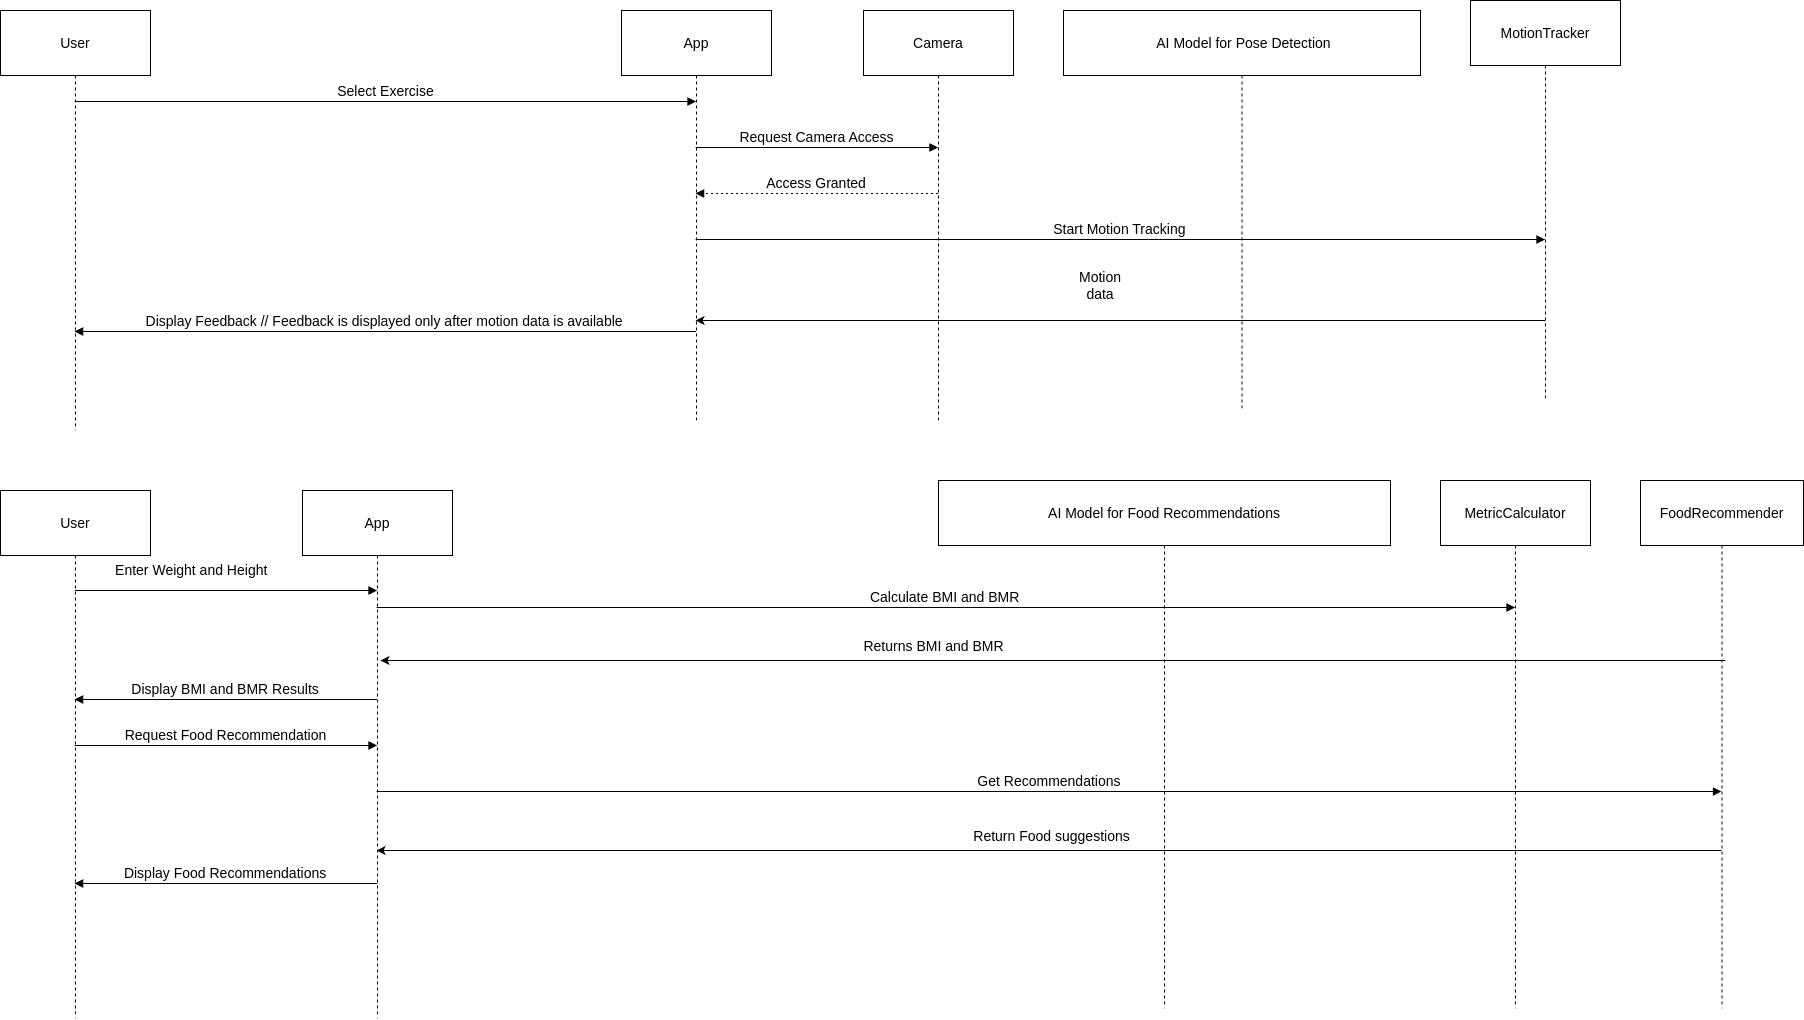 User
App
Camera
AI Model for Pose Detection
MotionTracker
Select Exercise
Request Camera Access
Access Granted
Start Motion Tracking
Motion
data
Display Feedback // Feedback is displayed only after motion data is available
User
App
AI Model for Food Recommendations
MetricCalculator
FoodRecommender
Enter Weight and Height
Calculate BMI and BMR
Returns BMI and BMR
Display BMI and BMR Results
Request Food Recommendation
Get Recommendations
Return Food suggestions
Display Food Recommendations